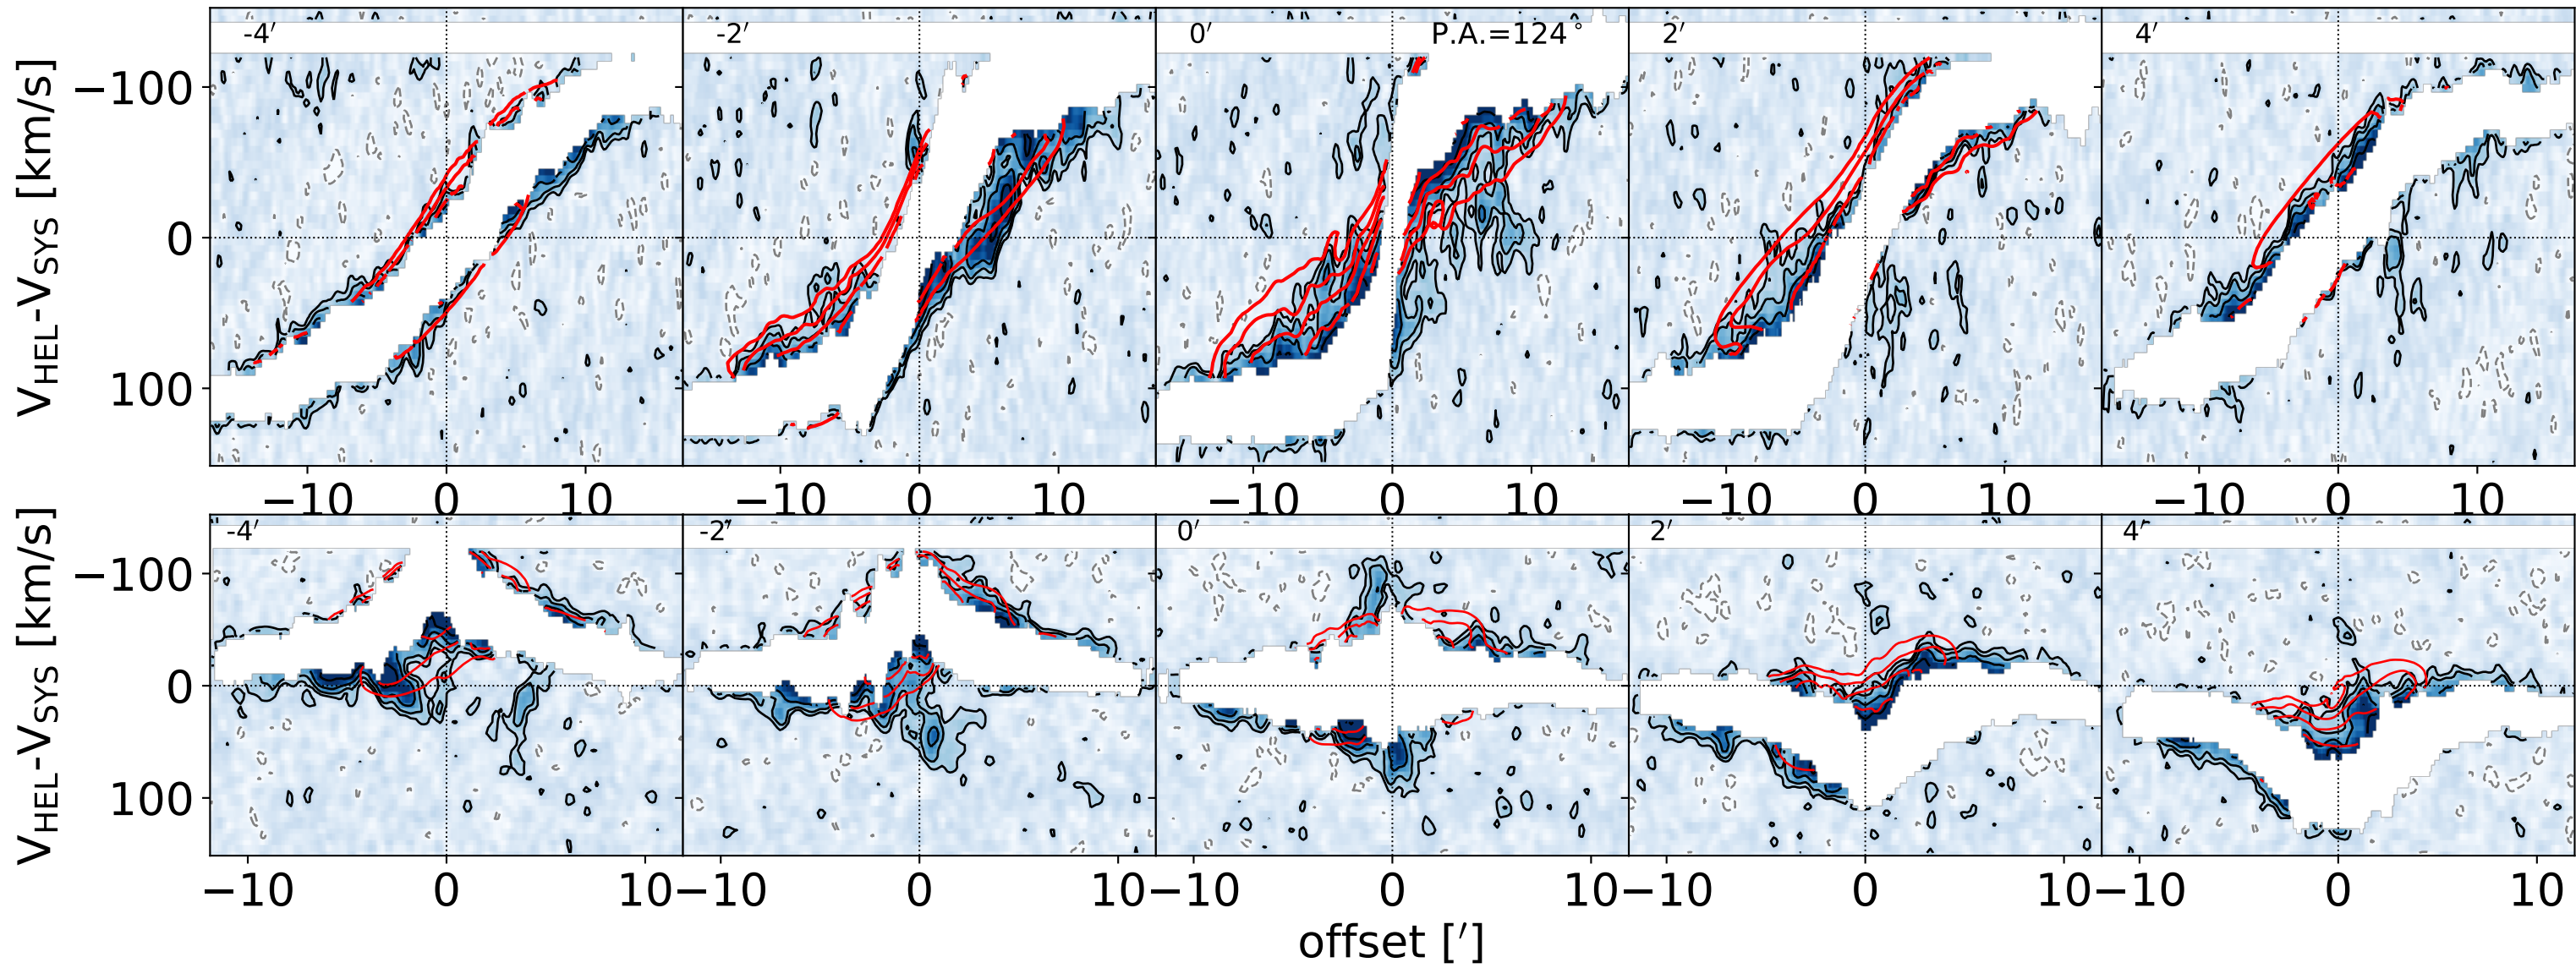 -4′ -2′ 0′ P.A.=124° 2′ 4′
V_HEL-V_SYS [km/s]
−100
0
100
−10 0 10 −10 0 10 −10 0 10 −10 0 10 −10 0 10
-4′ -2′ 0′ 2′ 4′
V_HEL-V_SYS [km/s]
−100
0
100
−10 0 10 −10 0 10 −10 0 10 −10 0 10 −10 0 10
offset [′]